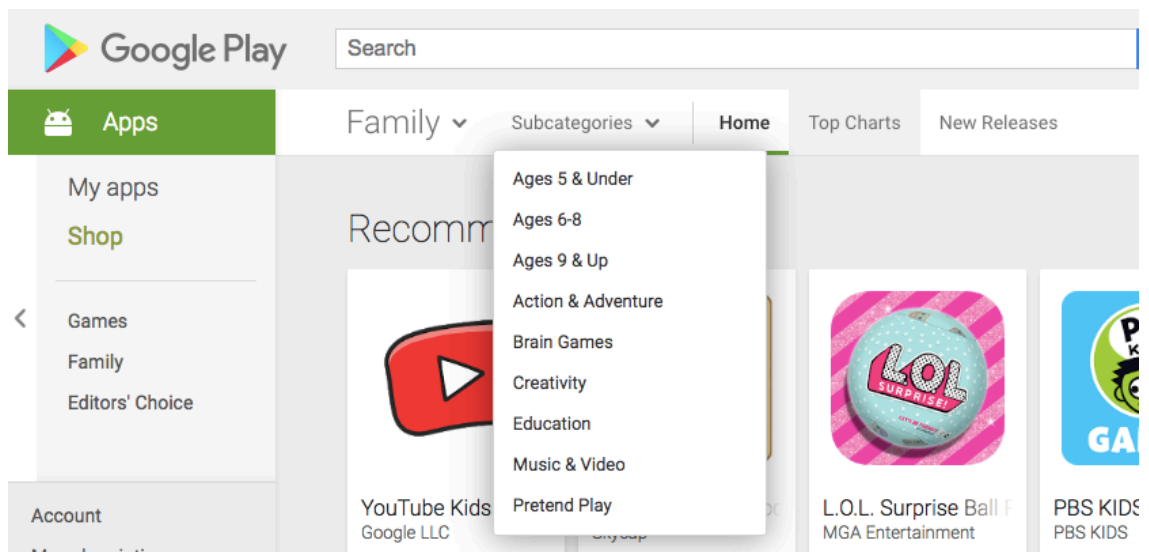 Google Play
Search
Apps
Family
Subcategories
Home
Top Charts
New Releases
My apps
Shop
Games
Family
Editors' Choice
Account
Ages 5 & Under
Ages 6-8
Ages 9 & Up
Action & Adventure
Brain Games
Creativity
Education
Music & Video
Pretend Play
Recomm
LOL
SURPRISE!
YouTube Kids
Google LLC
L.O.L. Surprise Ball
MGA Entertainment
PBS KIDS
PBS KIDS